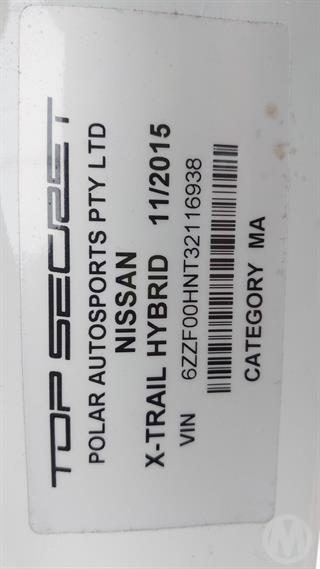 TOP SECRET
POLAR AUTOSPORTS PTY LTD
NISSAN
X-TRAIL HYBRID 11/2015
VIN 6ZZF00HNT32116938
CATEGORY MA